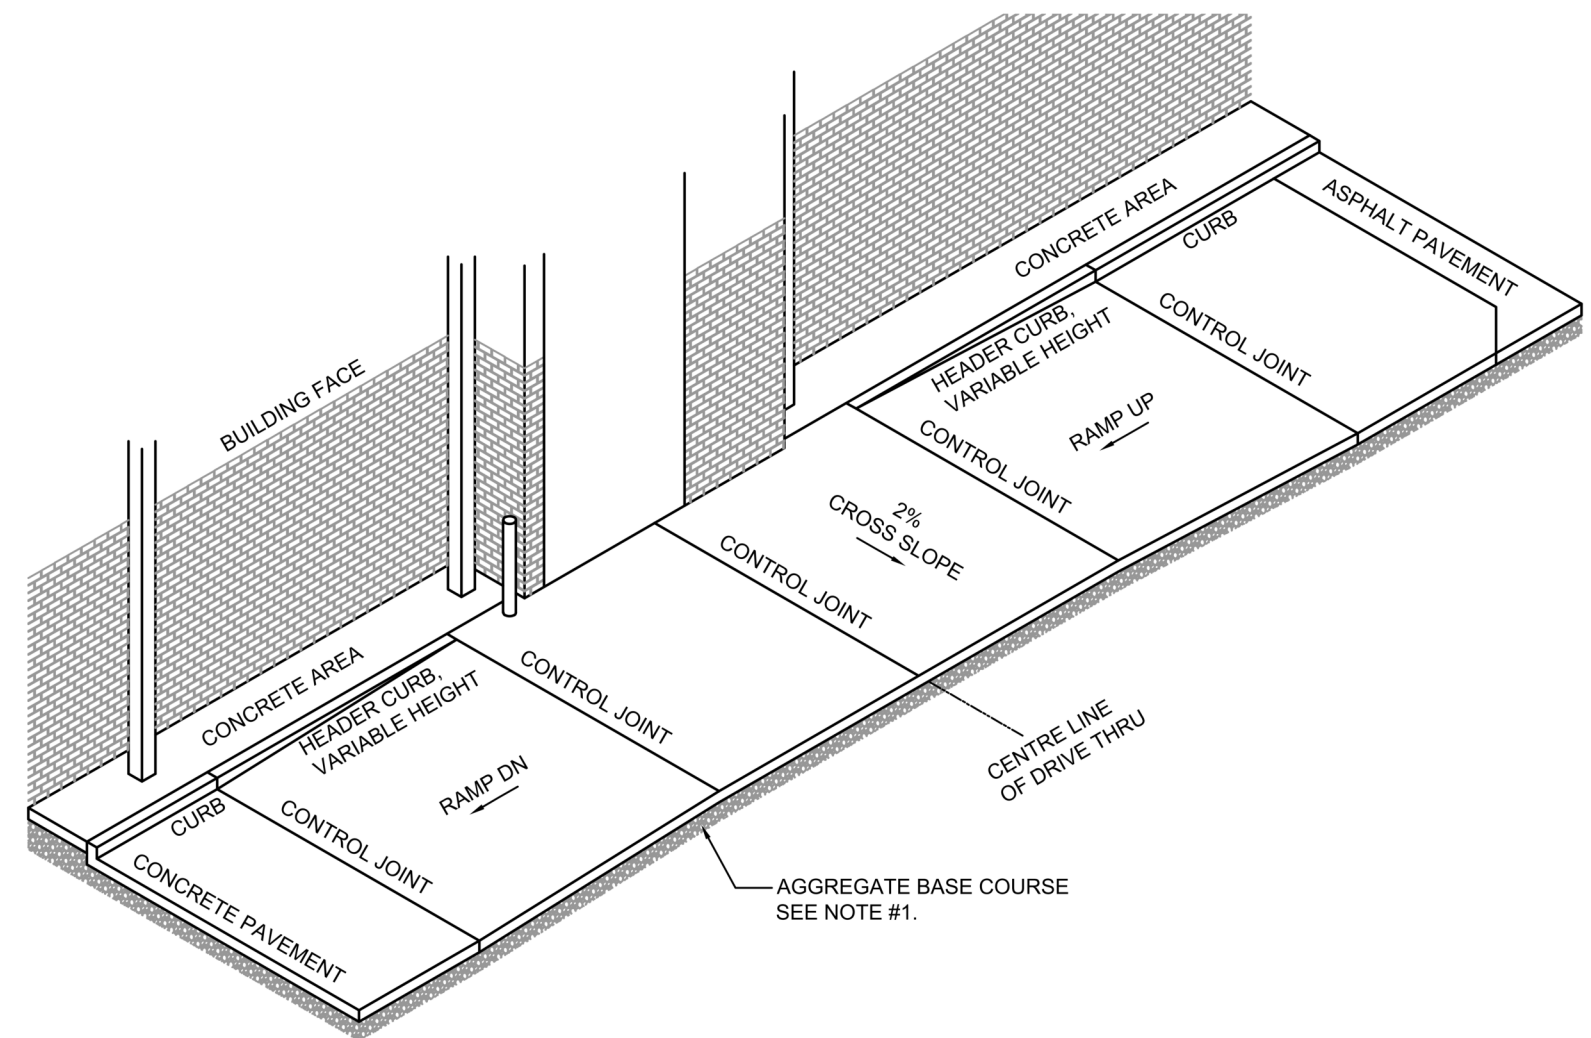 CONCRETE AREA
ASPHALT PAVEMENT
CURB
CONTROL JOINT
HEADER CURB,
VARIABLE HEIGHT
RAMP UP
BUILDING FACE
CONTROL JOINT
2%
CROSS SLOPE
CONTROL JOINT
CONCRETE AREA
CONTROL JOINT
HEADER CURB,
VARIABLE HEIGHT
RAMP DN
CENTRE LINE
OF DRIVE THRU
CURB
CONTROL JOINT
CONCRETE PAVEMENT
AGGREGATE BASE COURSE
SEE NOTE #1.